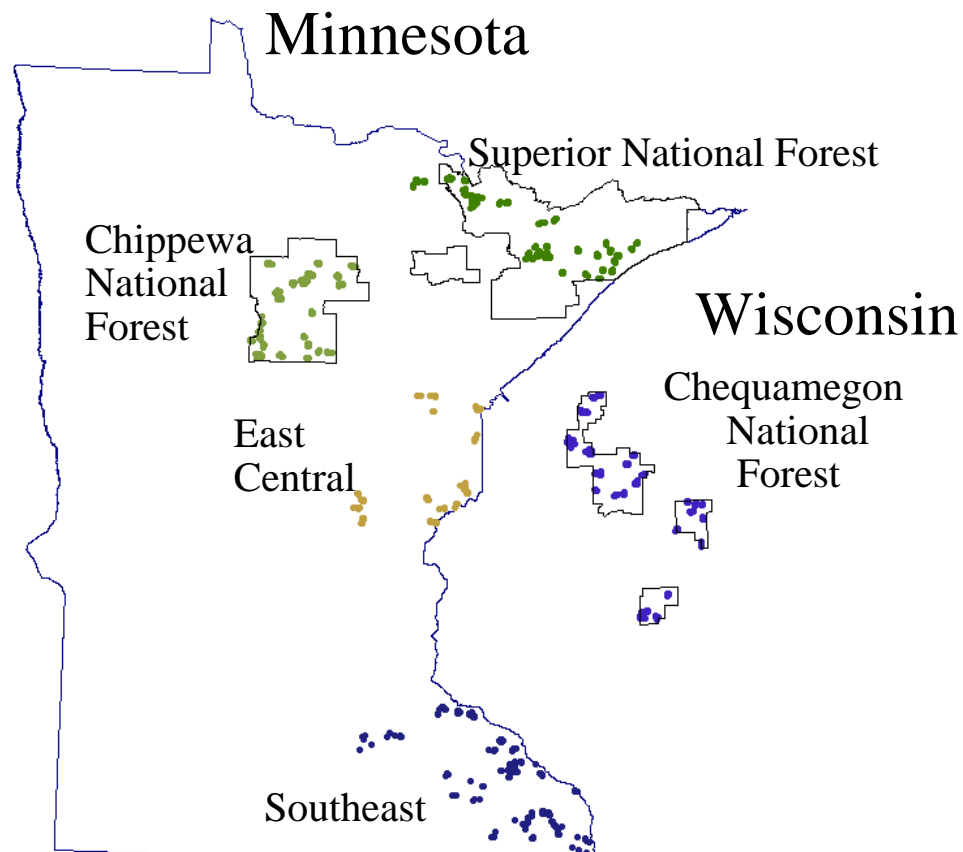 Minnesota
Superior National Forest
Chippewa
National
Forest
Wisconsin
Chequamegon
National
Forest
East
Central
Southeast